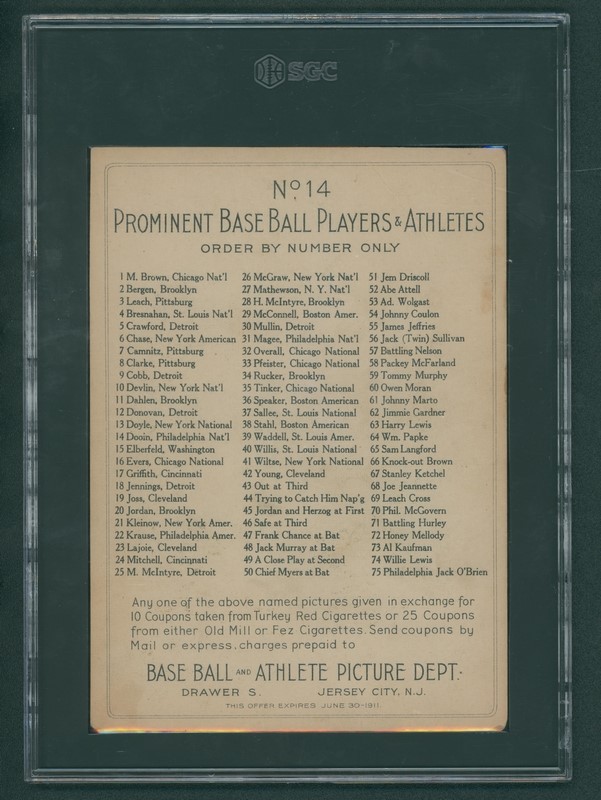 SGC
Nº 14
PROMINENT BASE BALL PLAYERS & ATHLETES
ORDER BY NUMBER ONLY
1 M. Brown, Chicago Nat'l
2 Bergen, Brooklyn
3 Leach, Pittsburg
4 Bresnahan, St. Louis Nat'l
5 Crawford, Detroit
6 Chase, New York American
7 Camnitz, Pittsburg
8 Clarke, Pittsburg
9 Cobb, Detroit
10 Devlin, New York Nat'l
11 Dahlen, Brooklyn
12 Donovan, Detroit
13 Doyle, New York National
14 Dooin, Philadelphia Nat'l
15 Elberfeld, Washington
16 Evers, Chicago National
17 Griffith, Cincinnati
18 Jennings, Detroit
19 Joss, Cleveland
20 Jordan, Brooklyn
21 Kleinow, New York Amer.
22 Krause, Philadelphia Amer.
23 Lajoie, Cleveland
24 Mitchell, Cincinnati
25 M. McIntyre, Detroit
26 McGraw, New York Nat'l
27 Mathewson, N. Y. Nat'l
28 H. McIntyre, Brooklyn
29 McConnell, Boston Amer.
30 Mullin, Detroit
31 Magee, Philadelphia Nat'l
32 Overall, Chicago National
33 Pfeister, Chicago National
34 Rucker, Brooklyn
35 Tinker, Chicago National
36 Speaker, Boston American
37 Sallee, St. Louis National
38 Stahl, Boston American
39 Waddell, St. Louis Amer.
40 Willis, St. Louis National
41 Wiltse, New York National
42 Young, Cleveland
43 Out at Third
44 Trying to Catch Him Nap'g
45 Jordan and Herzog at First
46 Safe at Third
47 Frank Chance at Bat
48 Jack Murray at Bat
49 A Close Play at Second
50 Chief Myers at Bat
51 Jem Driscoll
52 Abe Attell
53 Ad. Wolgast
54 Johnny Coulon
55 James Jeffries
56 Jack (Twin) Sullivan
57 Battling Nelson
58 Packey McFarland
59 Tommy Murphy
60 Owen Moran
61 Johnny Marto
62 Jimmie Gardner
63 Harry Lewis
64 Wm. Papke
65 Sam Langford
66 Knock-out Brown
67 Stanley Ketchel
68 Joe Jeannette
69 Leach Cross
70 Phil. McGovern
71 Battling Hurley
72 Honey Mellody
73 Al Kaufman
74 Willie Lewis
75 Philadelphia Jack O'Brien
Any one of the above named pictures given in exchange for
10 Coupons taken from Turkey Red Cigarettes or 25 Coupons
from either Old Mill or Fez Cigarettes. Send coupons by
Mail or express, charges prepaid to
BASE BALL AND ATHLETE PICTURE DEPT.
DRAWER S. JERSEY CITY, N.J.
THIS OFFER EXPIRES JUNE 30-1911.